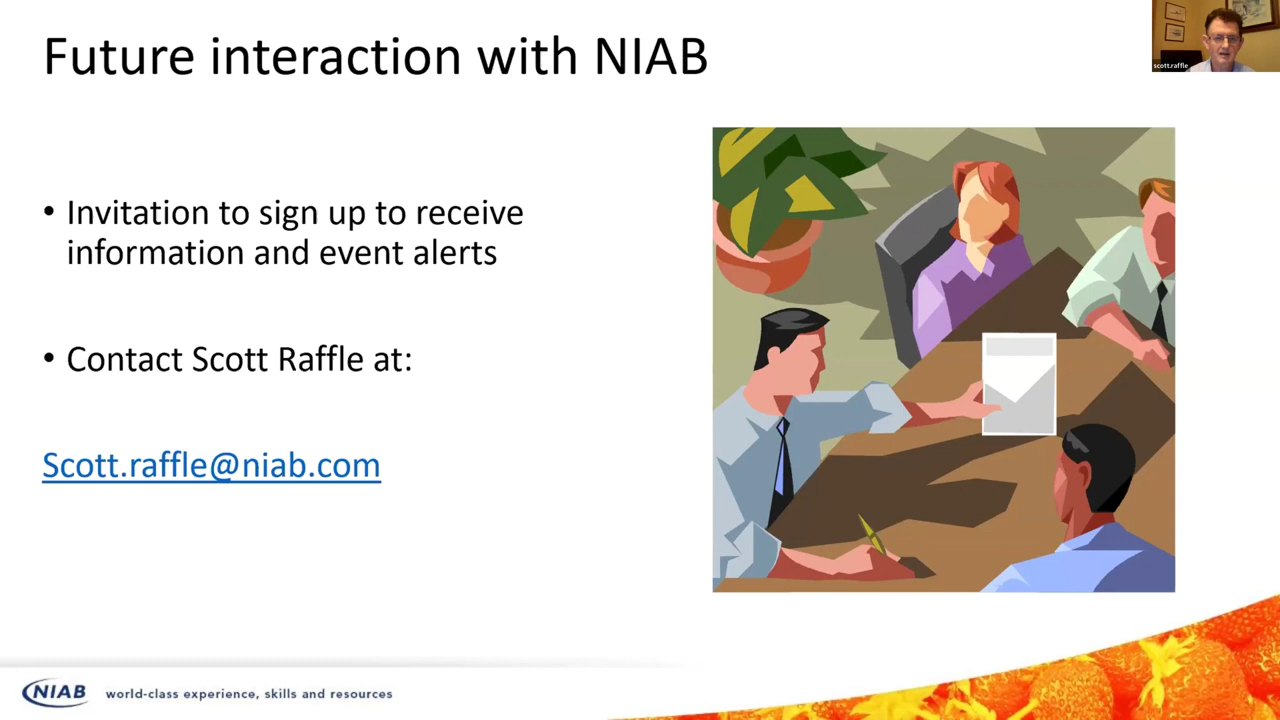 Future interaction with NIAB
scott.raffle
• Invitation to sign up to receive
information and event alerts
• Contact Scott Raffle at:
Scott.raffle@niab.com
NIAB world-class experience, skills and resources